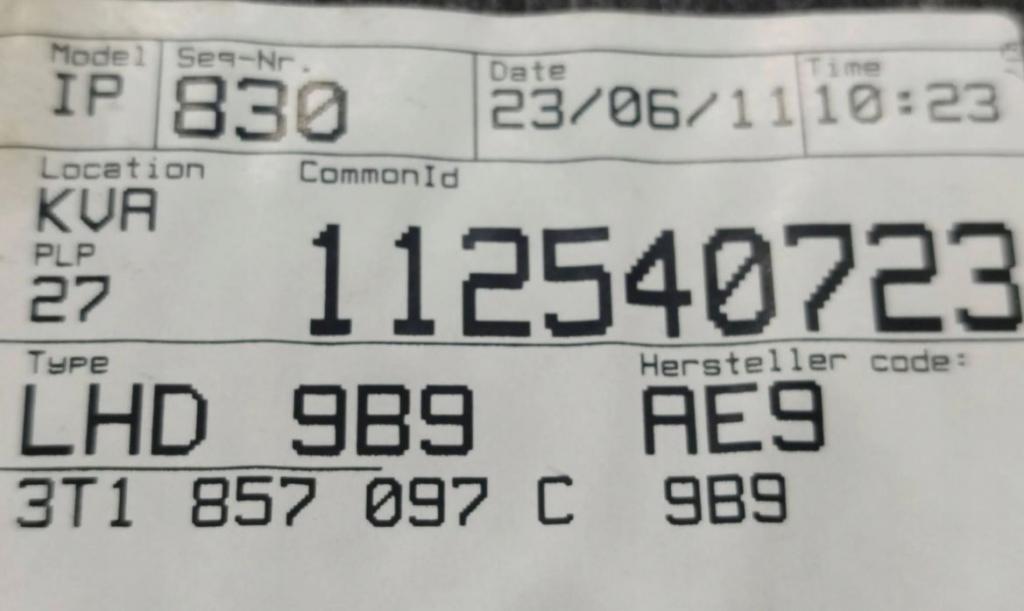 Model Seq-Nr. Date Time
IP 830 23/06/11 10:23
Location CommonId
KVA
112540723
PLP
27
Type Hersteller code:
LHD 9B9 AE9
3T1 857 097 C 9B9